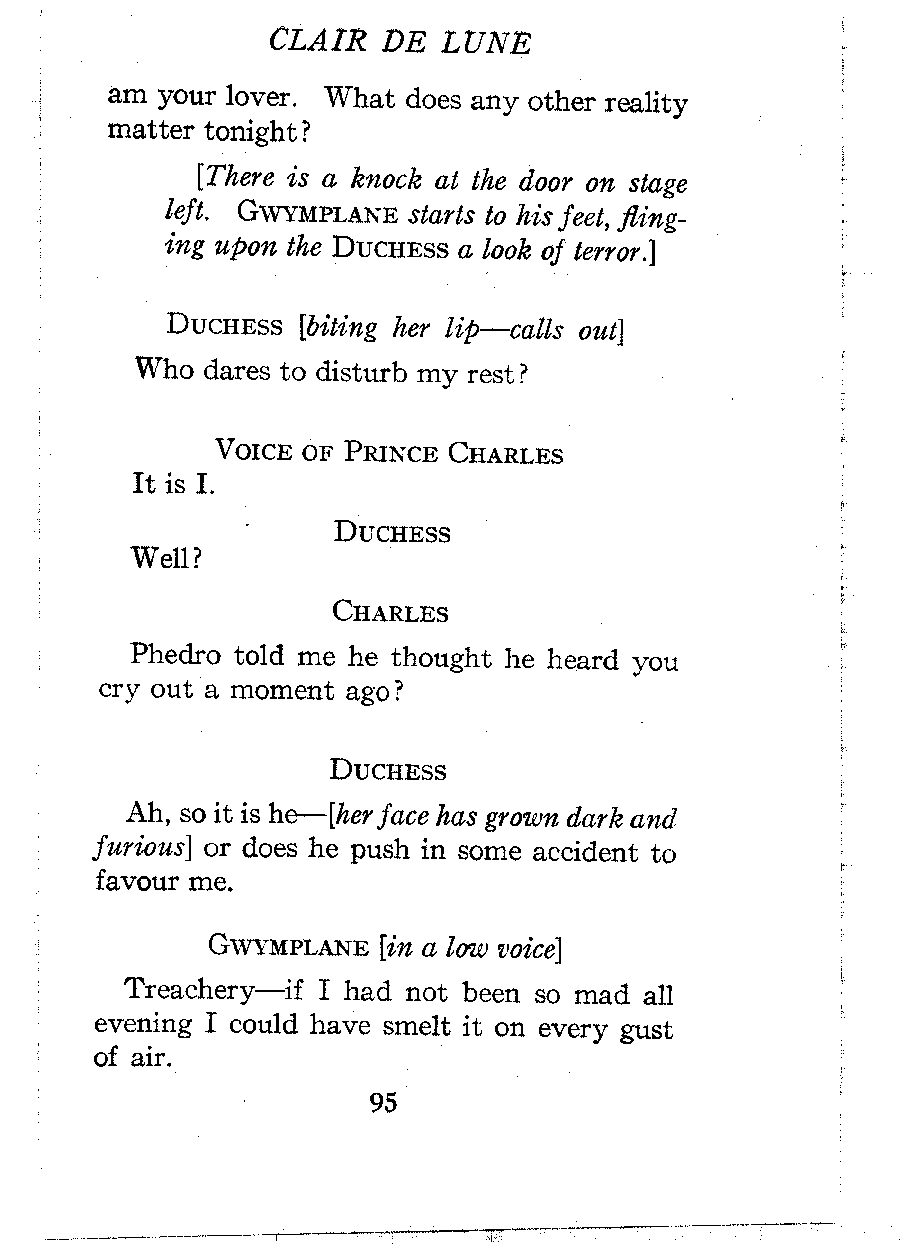 CLAIR DE LUNE
am your lover. What does any other reality
matter tonight?
[There is a knock at the door on stage
left. GWYMPLANE starts to his feet, fling-
ing upon the DUCHESS a look of terror.]
DUCHESS [biting her lip—calls out]
Who dares to disturb my rest?
VOICE OF PRINCE CHARLES
It is I.
DUCHESS
Well?
CHARLES
Phedro told me he thought he heard you
cry out a moment ago?
DUCHESS
Ah, so it is he—[her face has grown dark and
furious] or does he push in some accident to
favour me.
GWYMPLANE [in a low voice]
Treachery—if I had not been so mad all
evening I could have smelt it on every gust
of air.
95